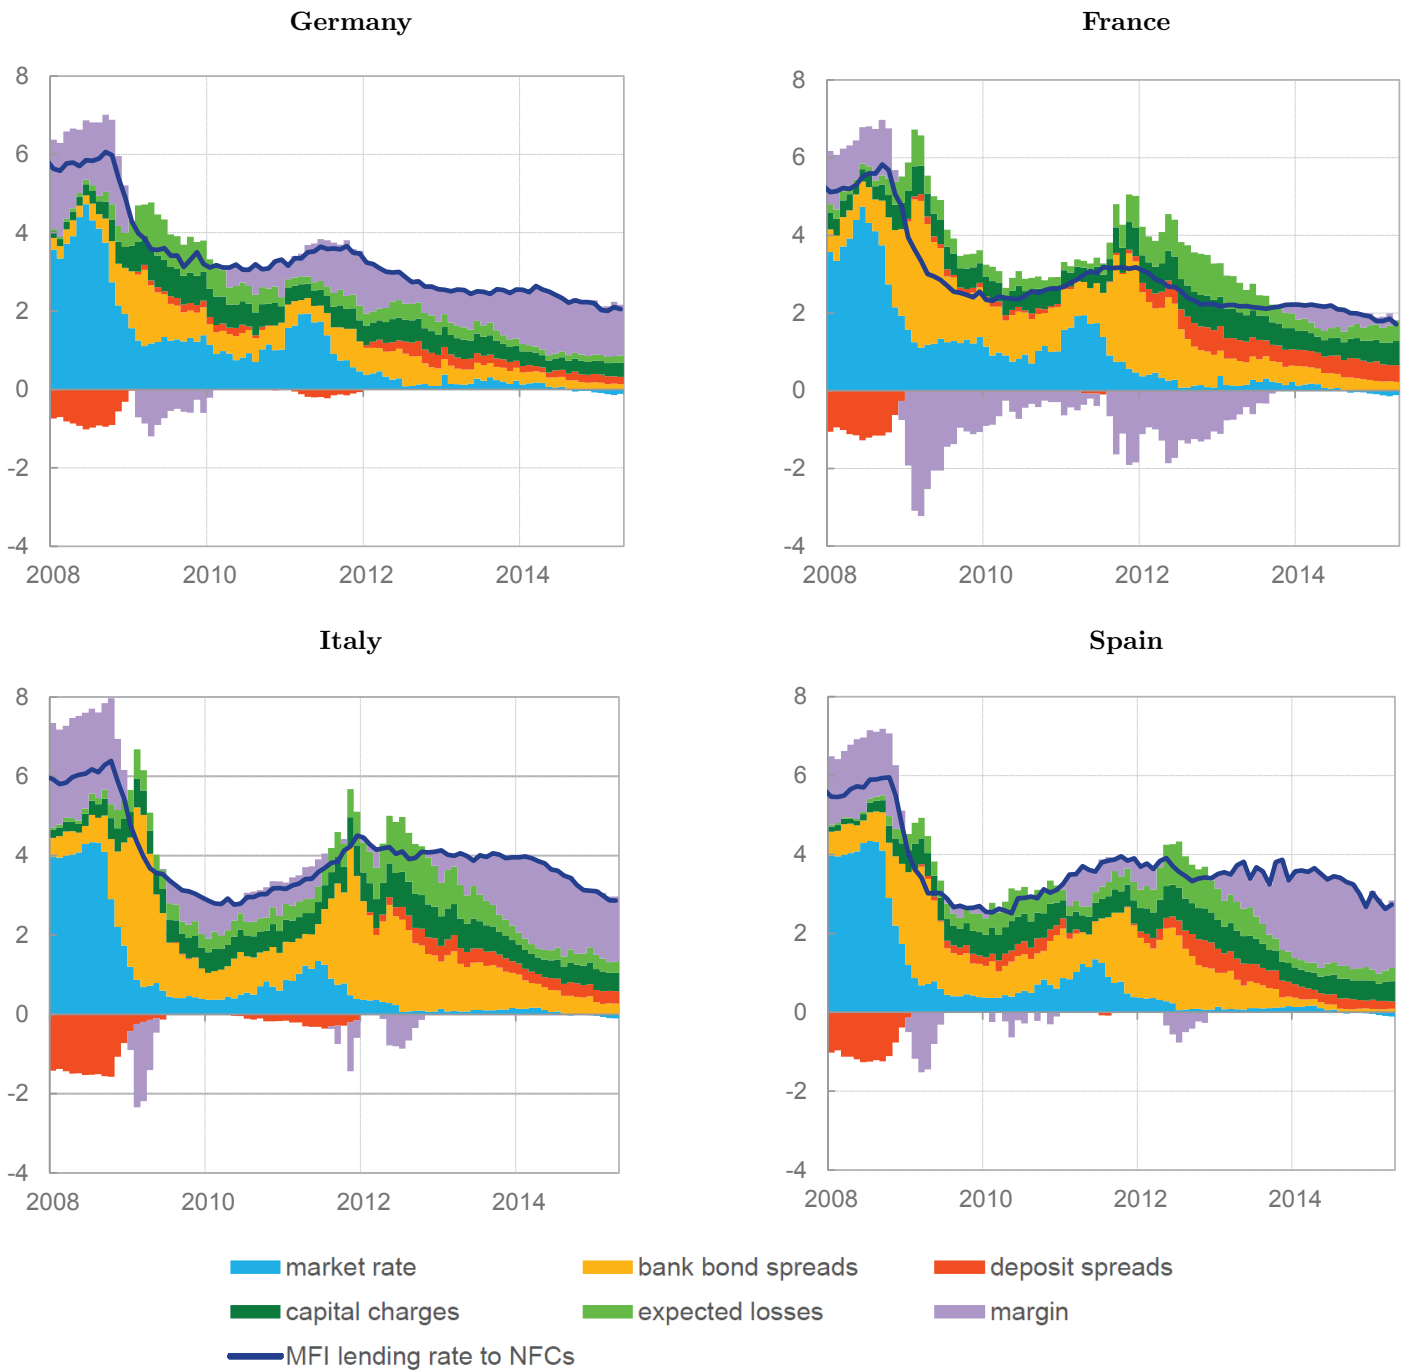 Germany
France
8
6
4
2
0
-2
-4
2008 2010 2012 2014
8
6
4
2
0
-2
-4
2008 2010 2012 2014
Italy
Spain
8
6
4
2
0
-2
-4
2008 2010 2012 2014
8
6
4
2
0
-2
-4
2008 2010 2012 2014
market rate bank bond spreads deposit spreads
capital charges expected losses margin
MFI lending rate to NFCs